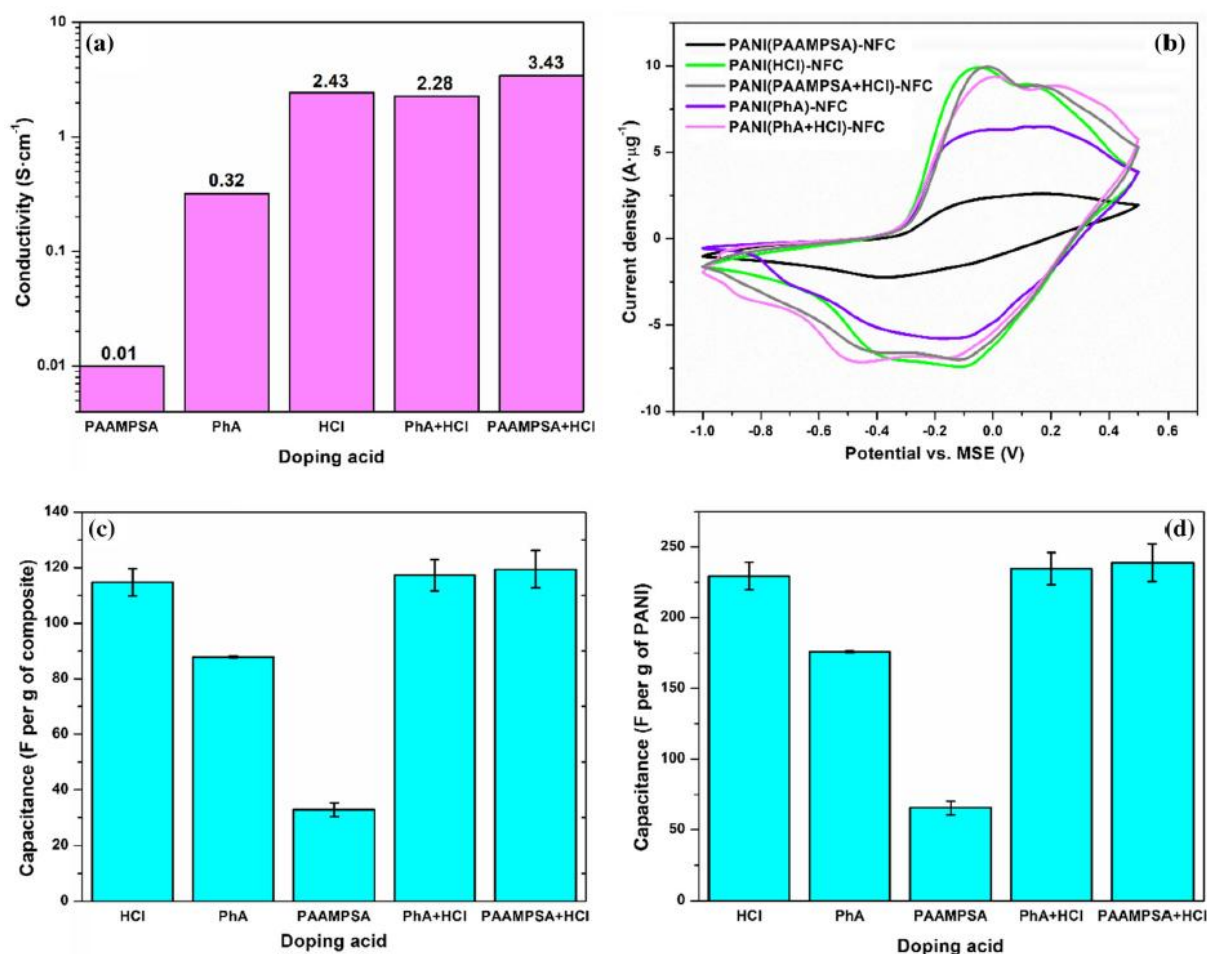 (a)
10
1
0.1
0.01
Conductivity (S·cm⁻¹)
0.01
0.32
2.43
2.28
3.43
PAAMPSA PhA HCl PhA+HCl PAAMPSA+HCl
Doping acid
(b)
PANI(PAAMPSA)-NFC
PANI(HCl)-NFC
PANI(PAAMPSA+HCl)-NFC
PANI(PhA)-NFC
PANI(PhA+HCl)-NFC
10
5
0
-5
-10
Current density (A·µg⁻¹)
-1.0 -0.8 -0.6 -0.4 -0.2 0.0 0.2 0.4 0.6
Potential vs. MSE (V)
(c)
140
120
100
80
60
40
20
0
Capacitance (F per g of composite)
HCl PhA PAAMPSA PhA+HCl PAAMPSA+HCl
Doping acid
(d)
250
200
150
100
50
0
Capacitance (F per g of PANI)
HCl PhA PAAMPSA PhA+HCl PAAMPSA+HCl
Doping acid